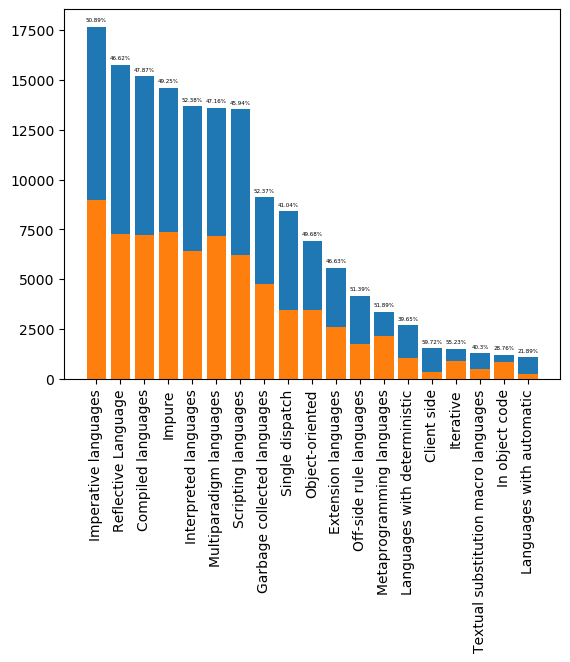 17500
15000
12500
10000
7500
5000
2500
0
50.89%
46.62%
47.87%
49.25%
52.38%
47.16%
45.94%
52.37%
41.04%
49.68%
46.63%
51.39%
51.89%
39.65%
59.72%
55.23%
40.3%
28.76%
21.89%
Imperative languages
Reflective Language
Compiled languages
Impure
Interpreted languages
Multiparadigm languages
Scripting languages
Garbage collected languages
Single dispatch
Object-oriented
Extension languages
Off-side rule languages
Metaprogramming languages
Languages with deterministic
Client side
Iterative
Textual substitution macro languages
In object code
Languages with automatic